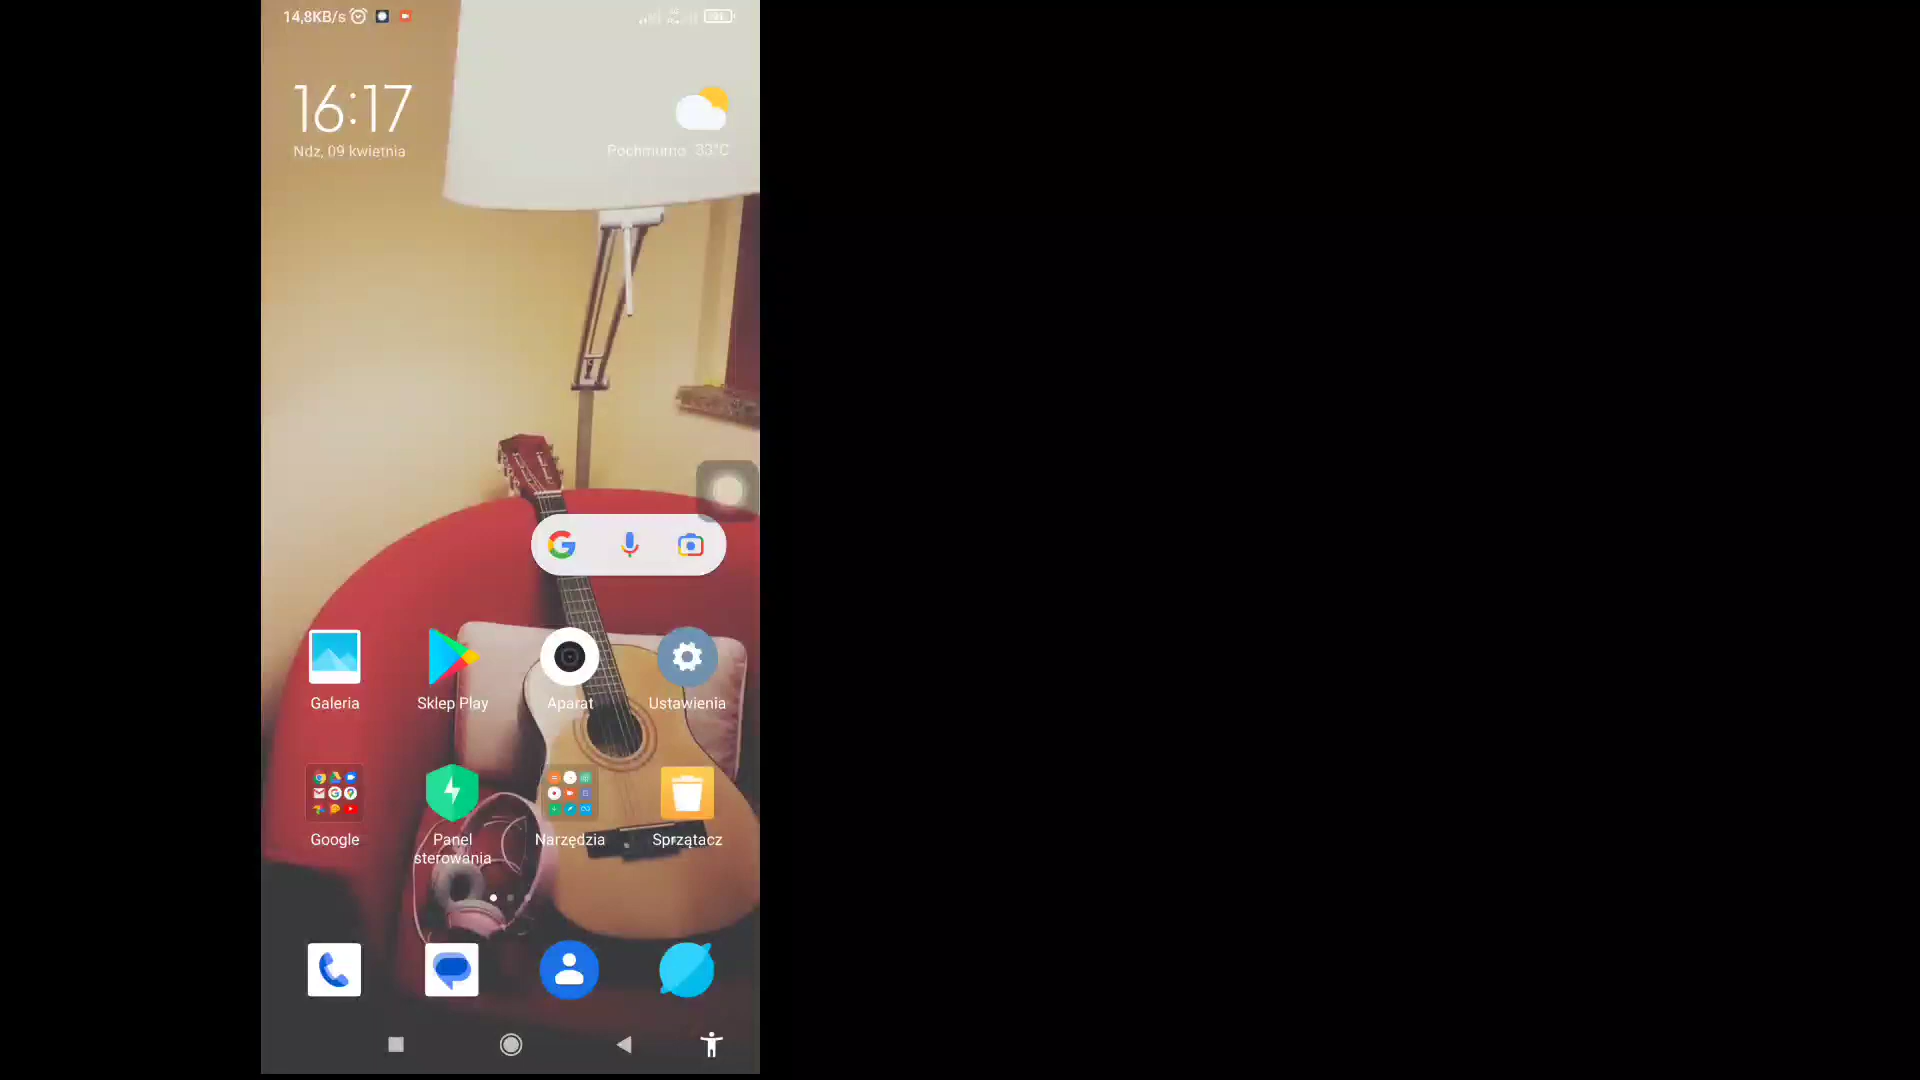 14,8KB/s
16:17
Ndz, 09 kwietnia
Pochmurno 33°C
Galeria
Sklep Play
Aparat
Ustawienia
Google
Panel
sterowania
Narzędzia
Sprzątacz